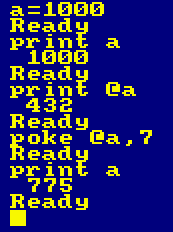 a=1000
Ready
print a
 1000
Ready
print @a
 432
Ready
poke @a,7
Ready
print a
 775
Ready